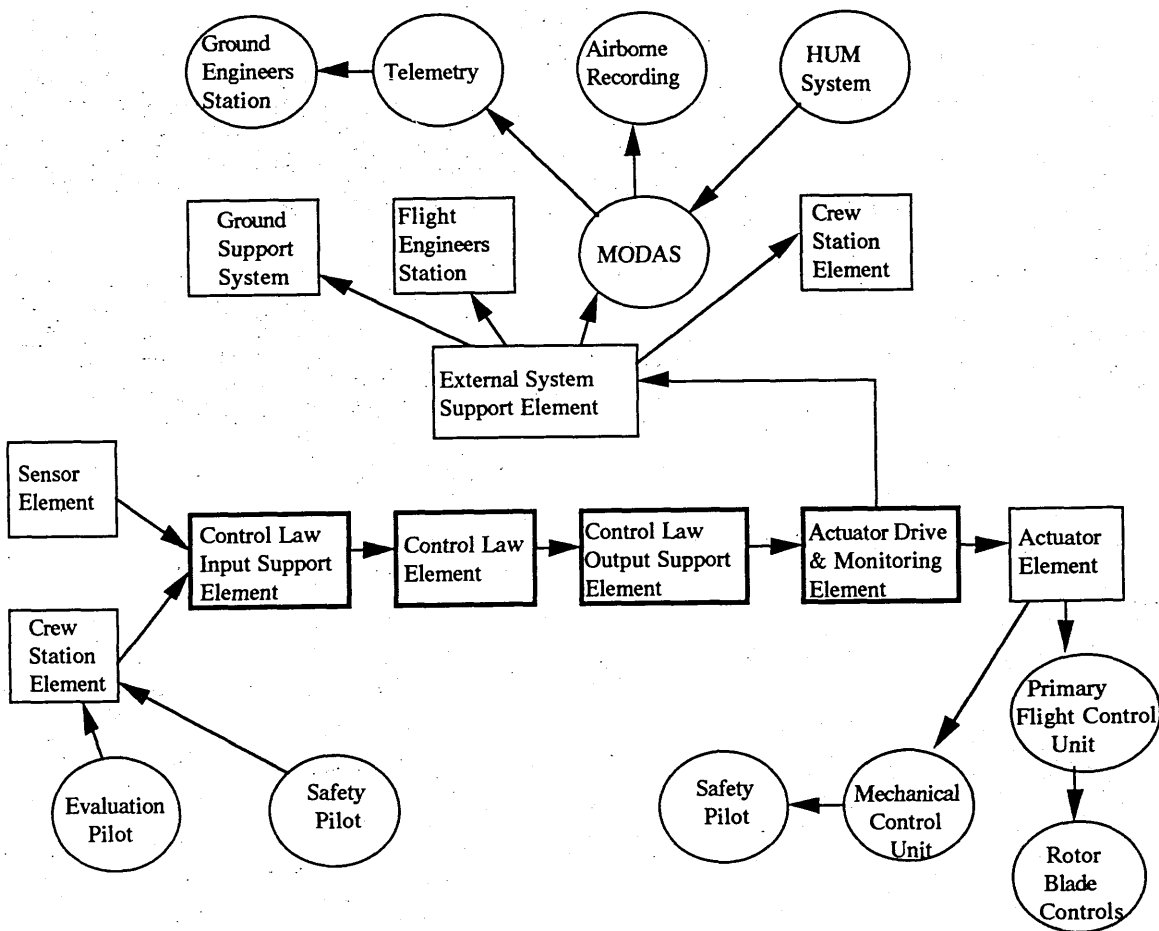 Ground
Engineers
Station
Telemetry
Airborne
Recording
HUM
System
Ground
Support
System
Flight
Engineers
Station
MODAS
Crew
Station
Element
External System
Support Element
Sensor
Element
Control Law
Input Support
Element
Control Law
Element
Control Law
Output Support
Element
Actuator Drive
& Monitoring
Element
Actuator
Element
Crew
Station
Element
Primary
Flight Control
Unit
Evaluation
Pilot
Safety
Pilot
Safety
Pilot
Mechanical
Control
Unit
Rotor
Blade
Controls